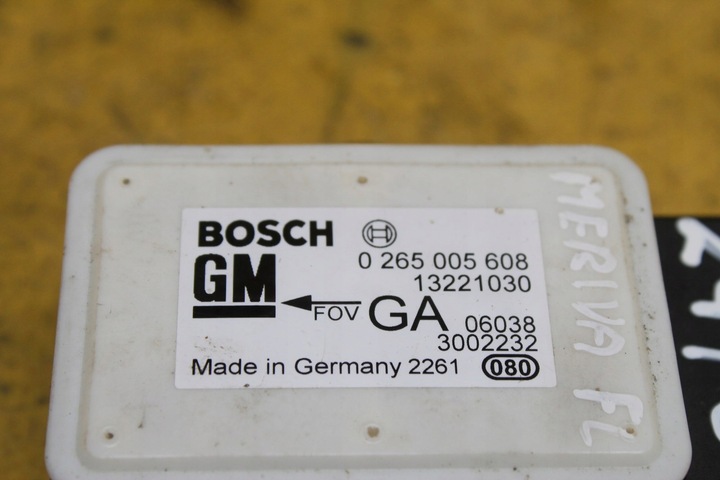 BOSCH
0 265 005 608
GM
13221030
FOV
GA
06038
3002232
Made in Germany 2261
080
MERIVA FL